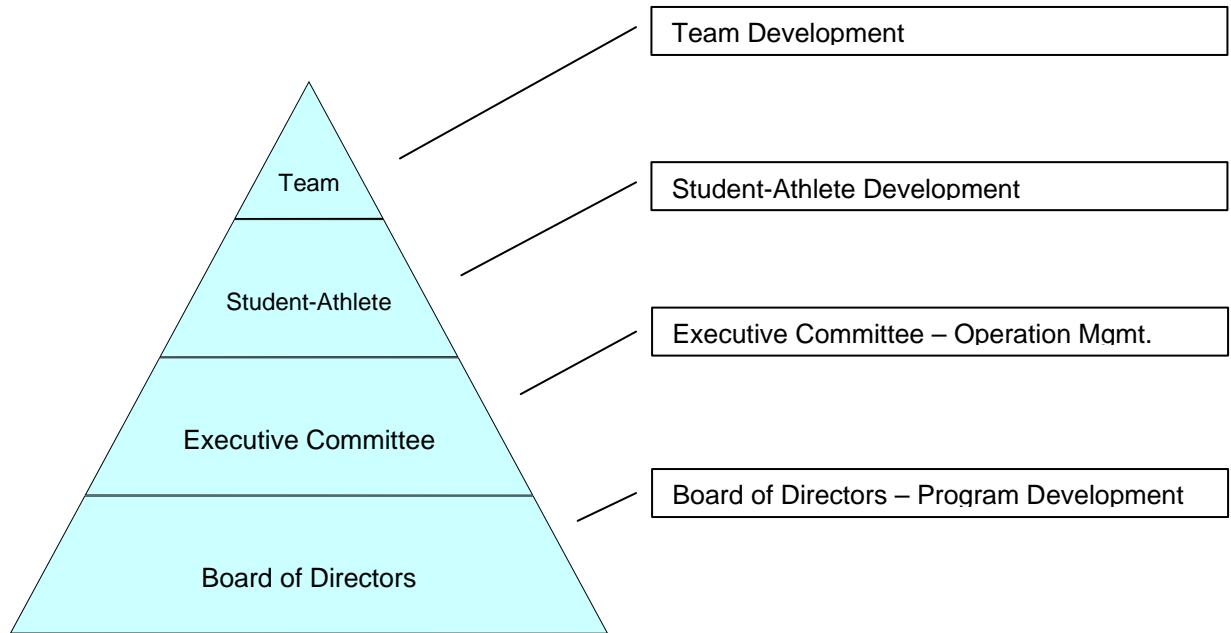 Team Development
Team
Student-Athlete Development
Student-Athlete
Executive Committee – Operation Mgmt.
Executive Committee
Board of Directors – Program Development
Board of Directors